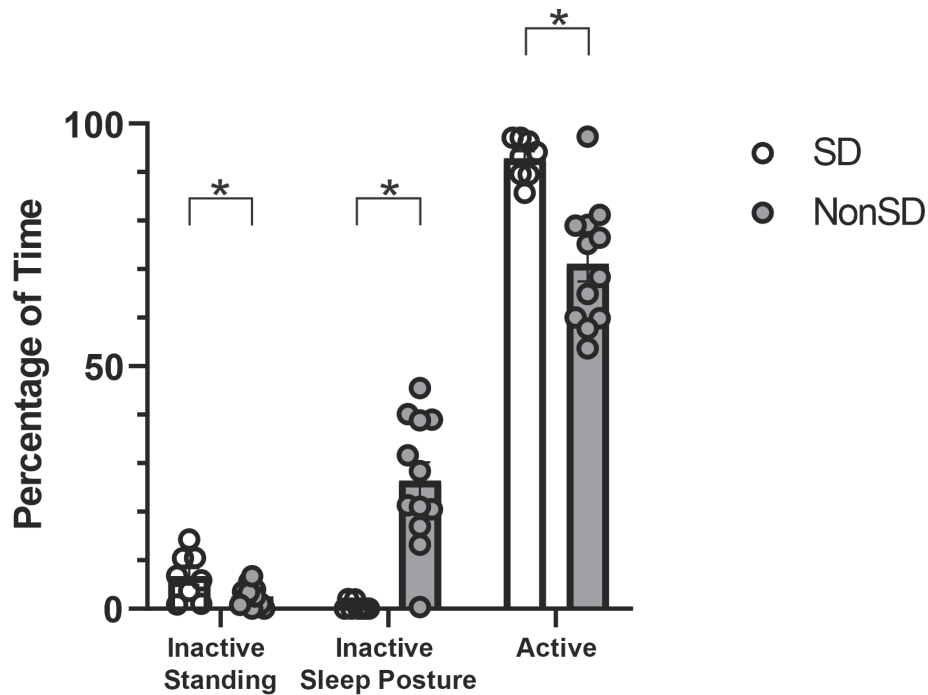 *
100
SD
*
*
NonSD
Percentage of Time
50
0
Inactive
Standing
Inactive
Sleep Posture
Active